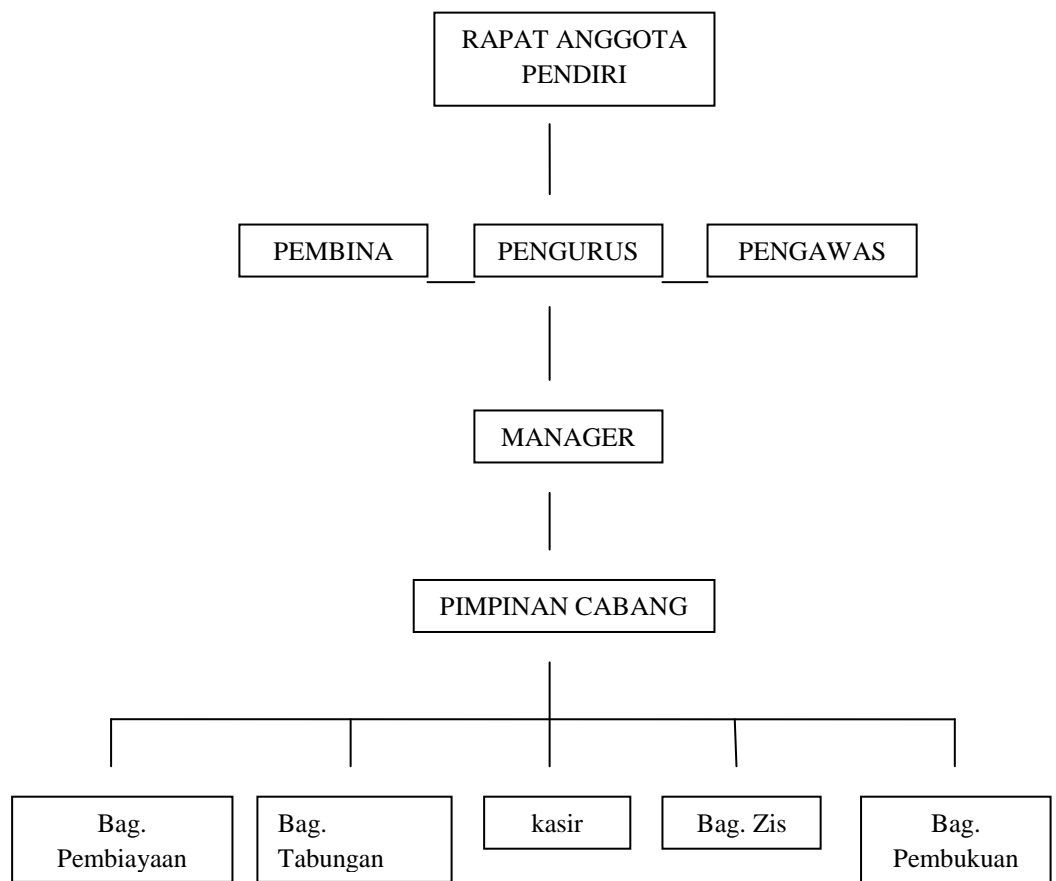 RAPAT ANGGOTA
PENDIRI
PEMBINA
PENGURUS
PENGAWAS
MANAGER
PIMPINAN CABANG
Bag.
Pembiayaan
Bag.
Tabungan
kasir
Bag. Zis
Bag.
Pembukuan